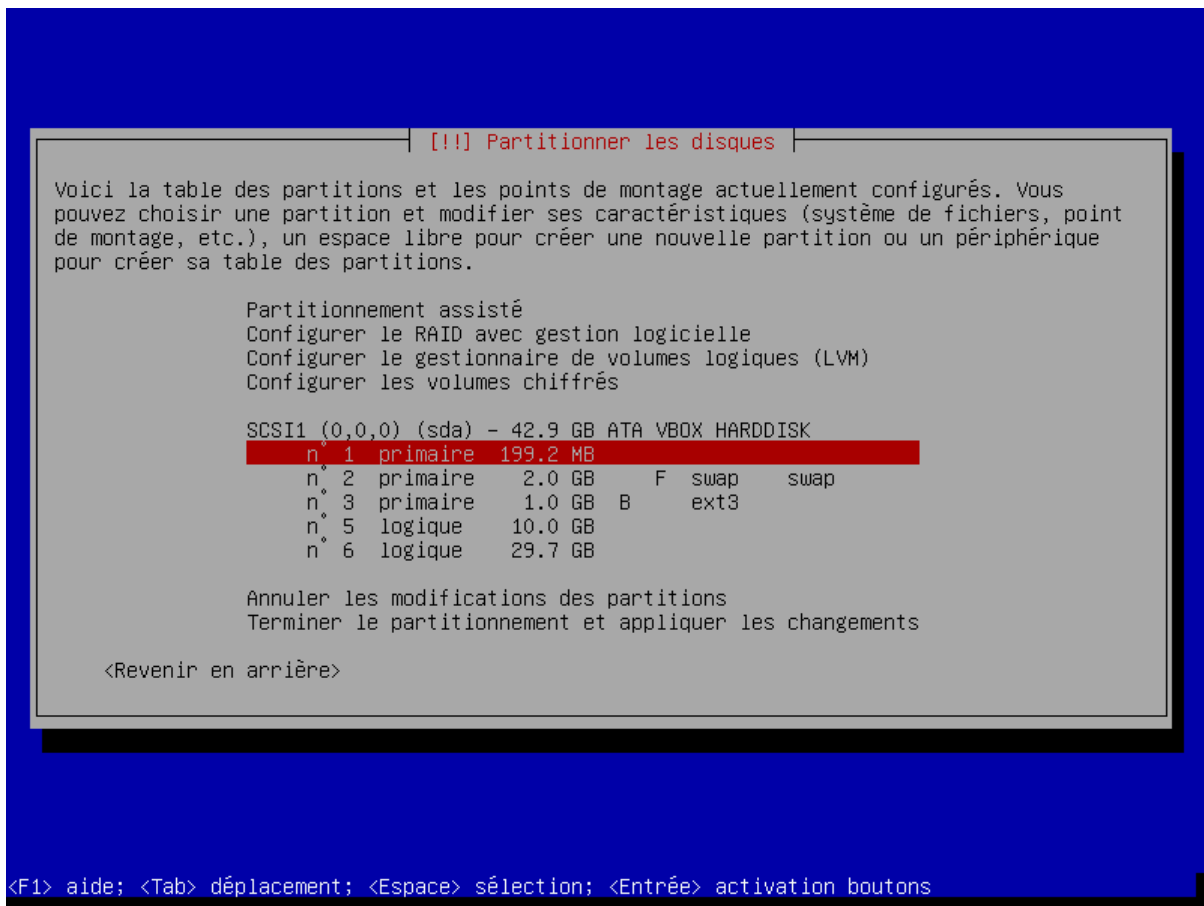 [!!] Partitionner les disques
Voici la table des partitions et les points de montage actuellement configurés. Vous
pouvez choisir une partition et modifier ses caractéristiques (système de fichiers, point
de montage, etc.), un espace libre pour créer une nouvelle partition ou un périphérique
pour créer sa table des partitions.
Partitionnement assisté
Configurer le RAID avec gestion logicielle
Configurer le gestionnaire de volumes logiques (LVM)
Configurer les volumes chiffrés
SCSI1 (0,0,0) (sda) – 42.9 GB ATA VBOX HARDDISK
n° 1 primaire 199.2 MB
n° 2 primaire 2.0 GB F swap swap
n° 3 primaire 1.0 GB B ext3
n° 5 logique 10.0 GB
n° 6 logique 29.7 GB
Annuler les modifications des partitions
Terminer le partitionnement et appliquer les changements
<Revenir en arrière>
<F1> aide; <Tab> déplacement; <Espace> sélection; <Entrée> activation boutons